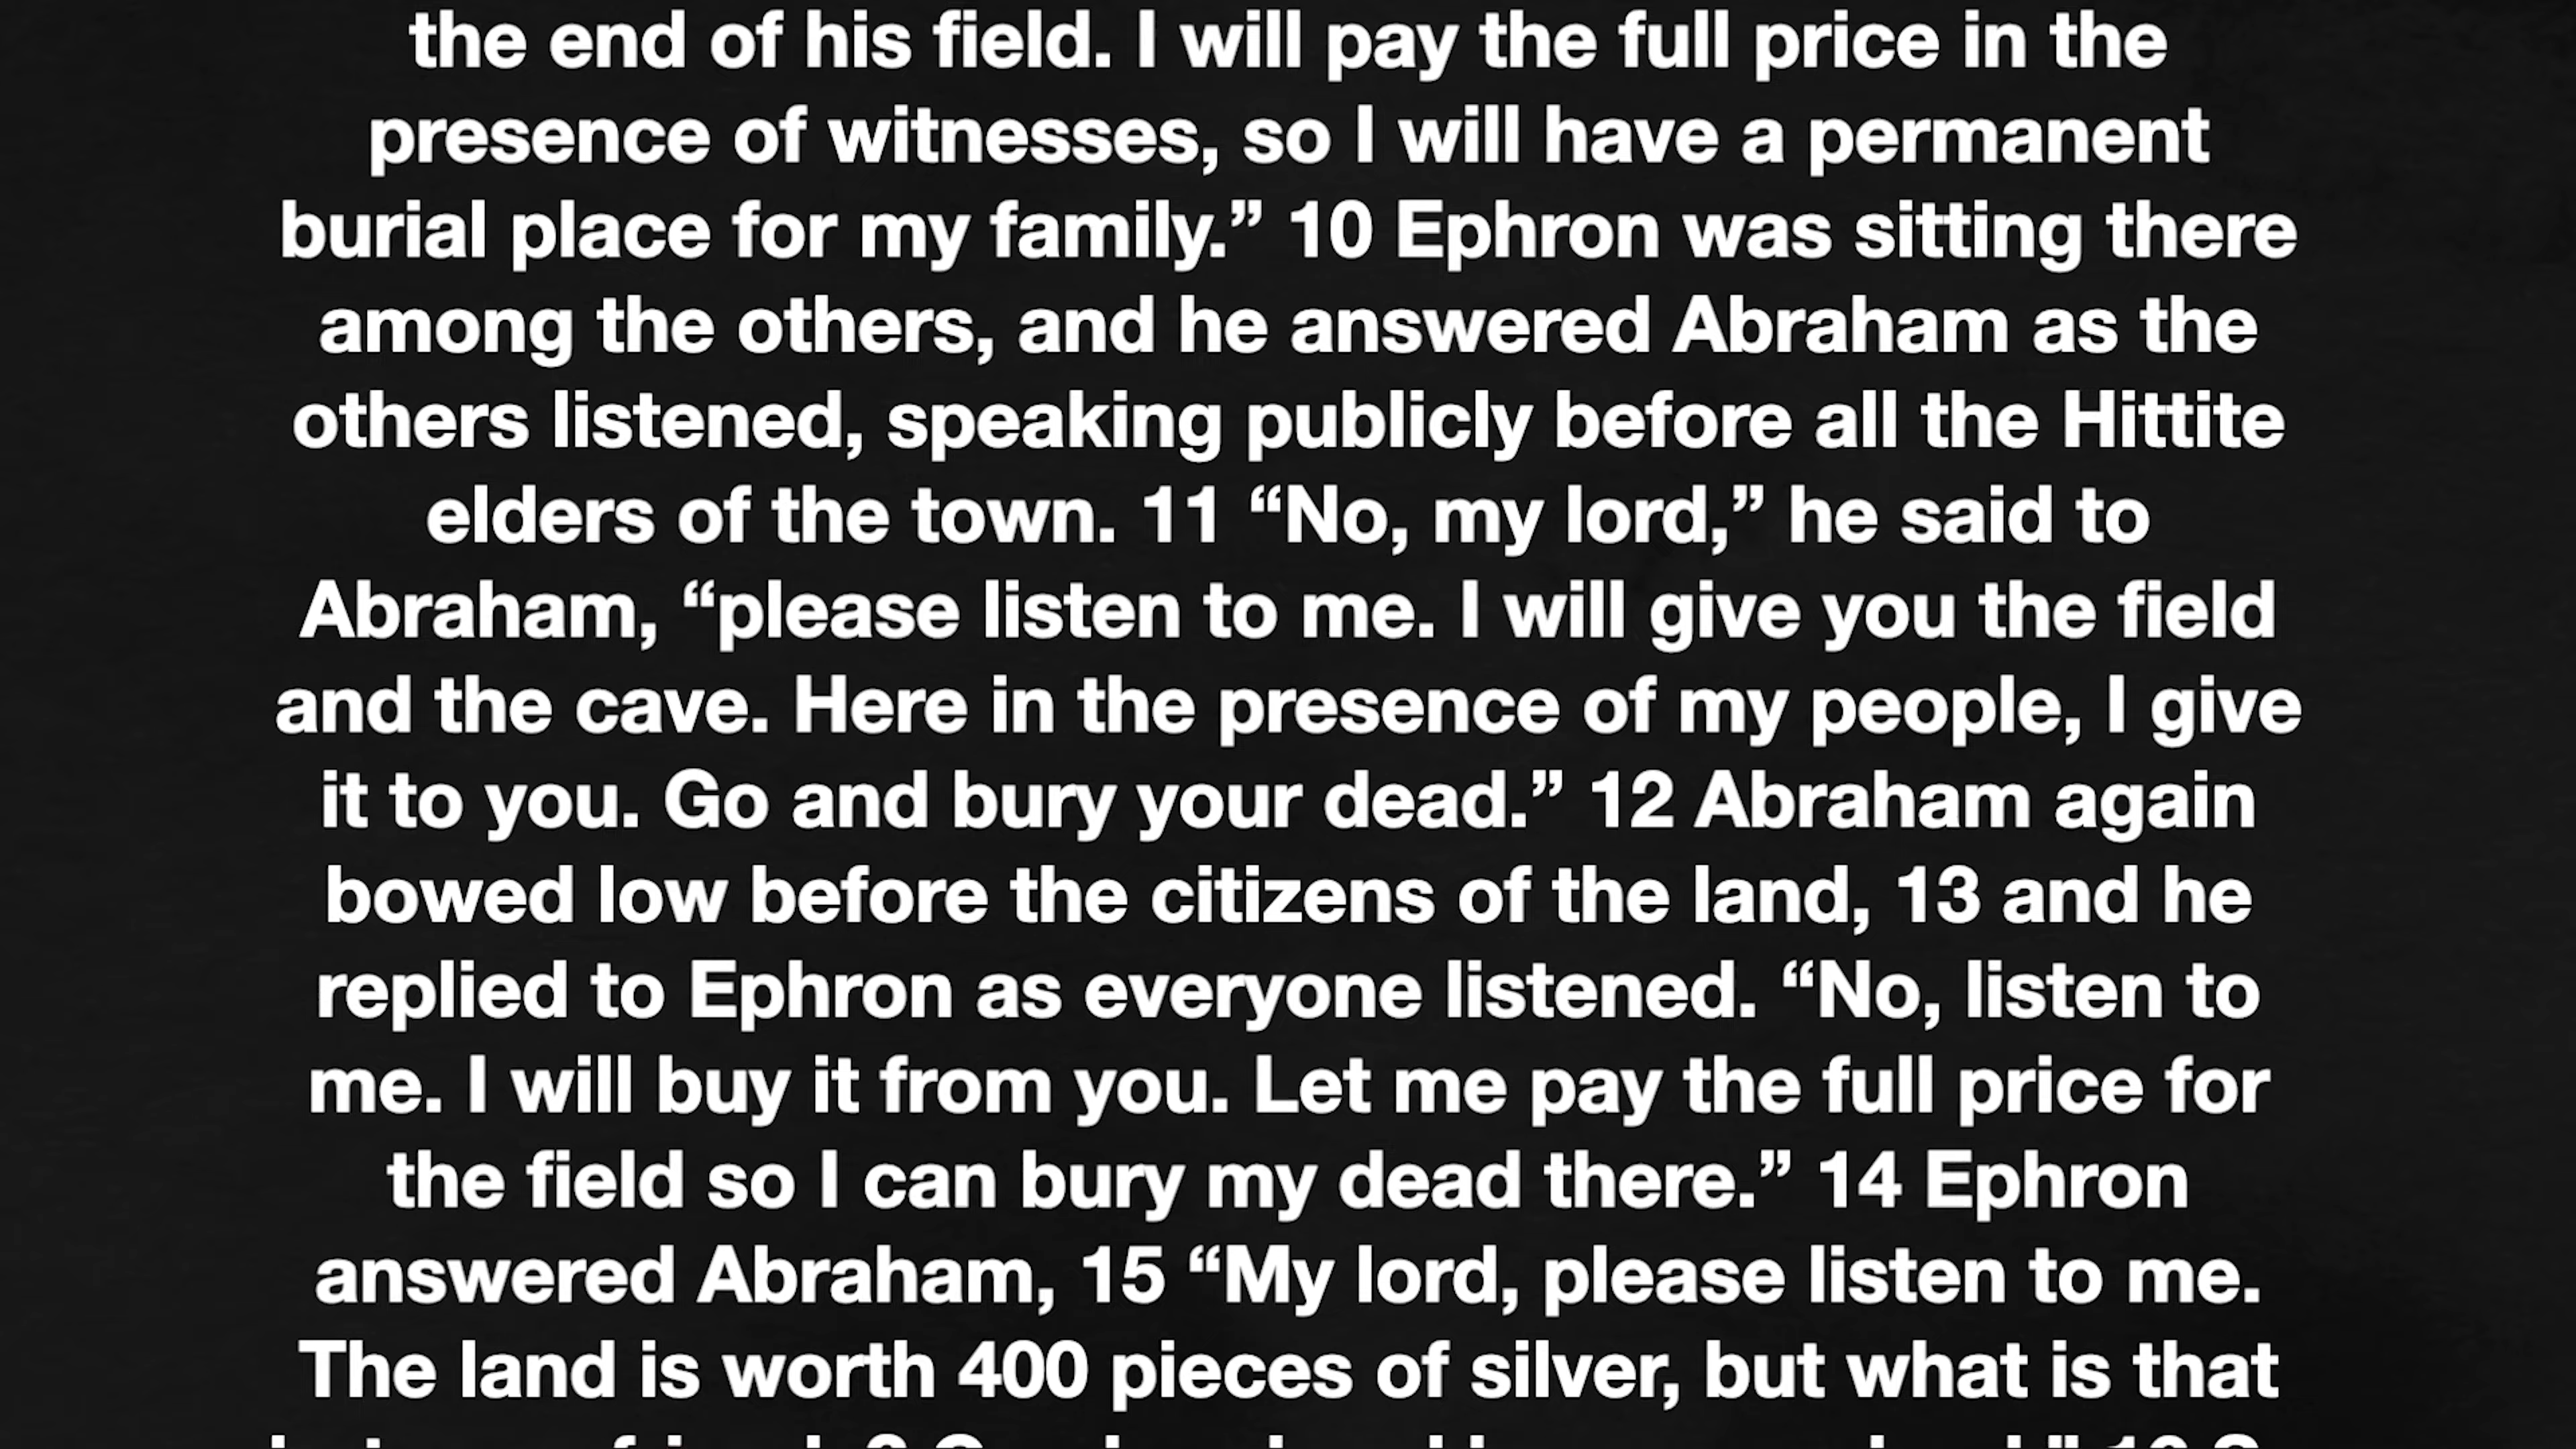 the end of his field. I will pay the full price in the
presence of witnesses, so I will have a permanent
burial place for my family.” 10 Ephron was sitting there
among the others, and he answered Abraham as the
others listened, speaking publicly before all the Hittite
elders of the town. 11 “No, my lord,” he said to
Abraham, “please listen to me. I will give you the field
and the cave. Here in the presence of my people, I give
it to you. Go and bury your dead.” 12 Abraham again
bowed low before the citizens of the land, 13 and he
replied to Ephron as everyone listened. “No, listen to
me. I will buy it from you. Let me pay the full price for
the field so I can bury my dead there.” 14 Ephron
answered Abraham, 15 “My lord, please listen to me.
The land is worth 400 pieces of silver, but what is that